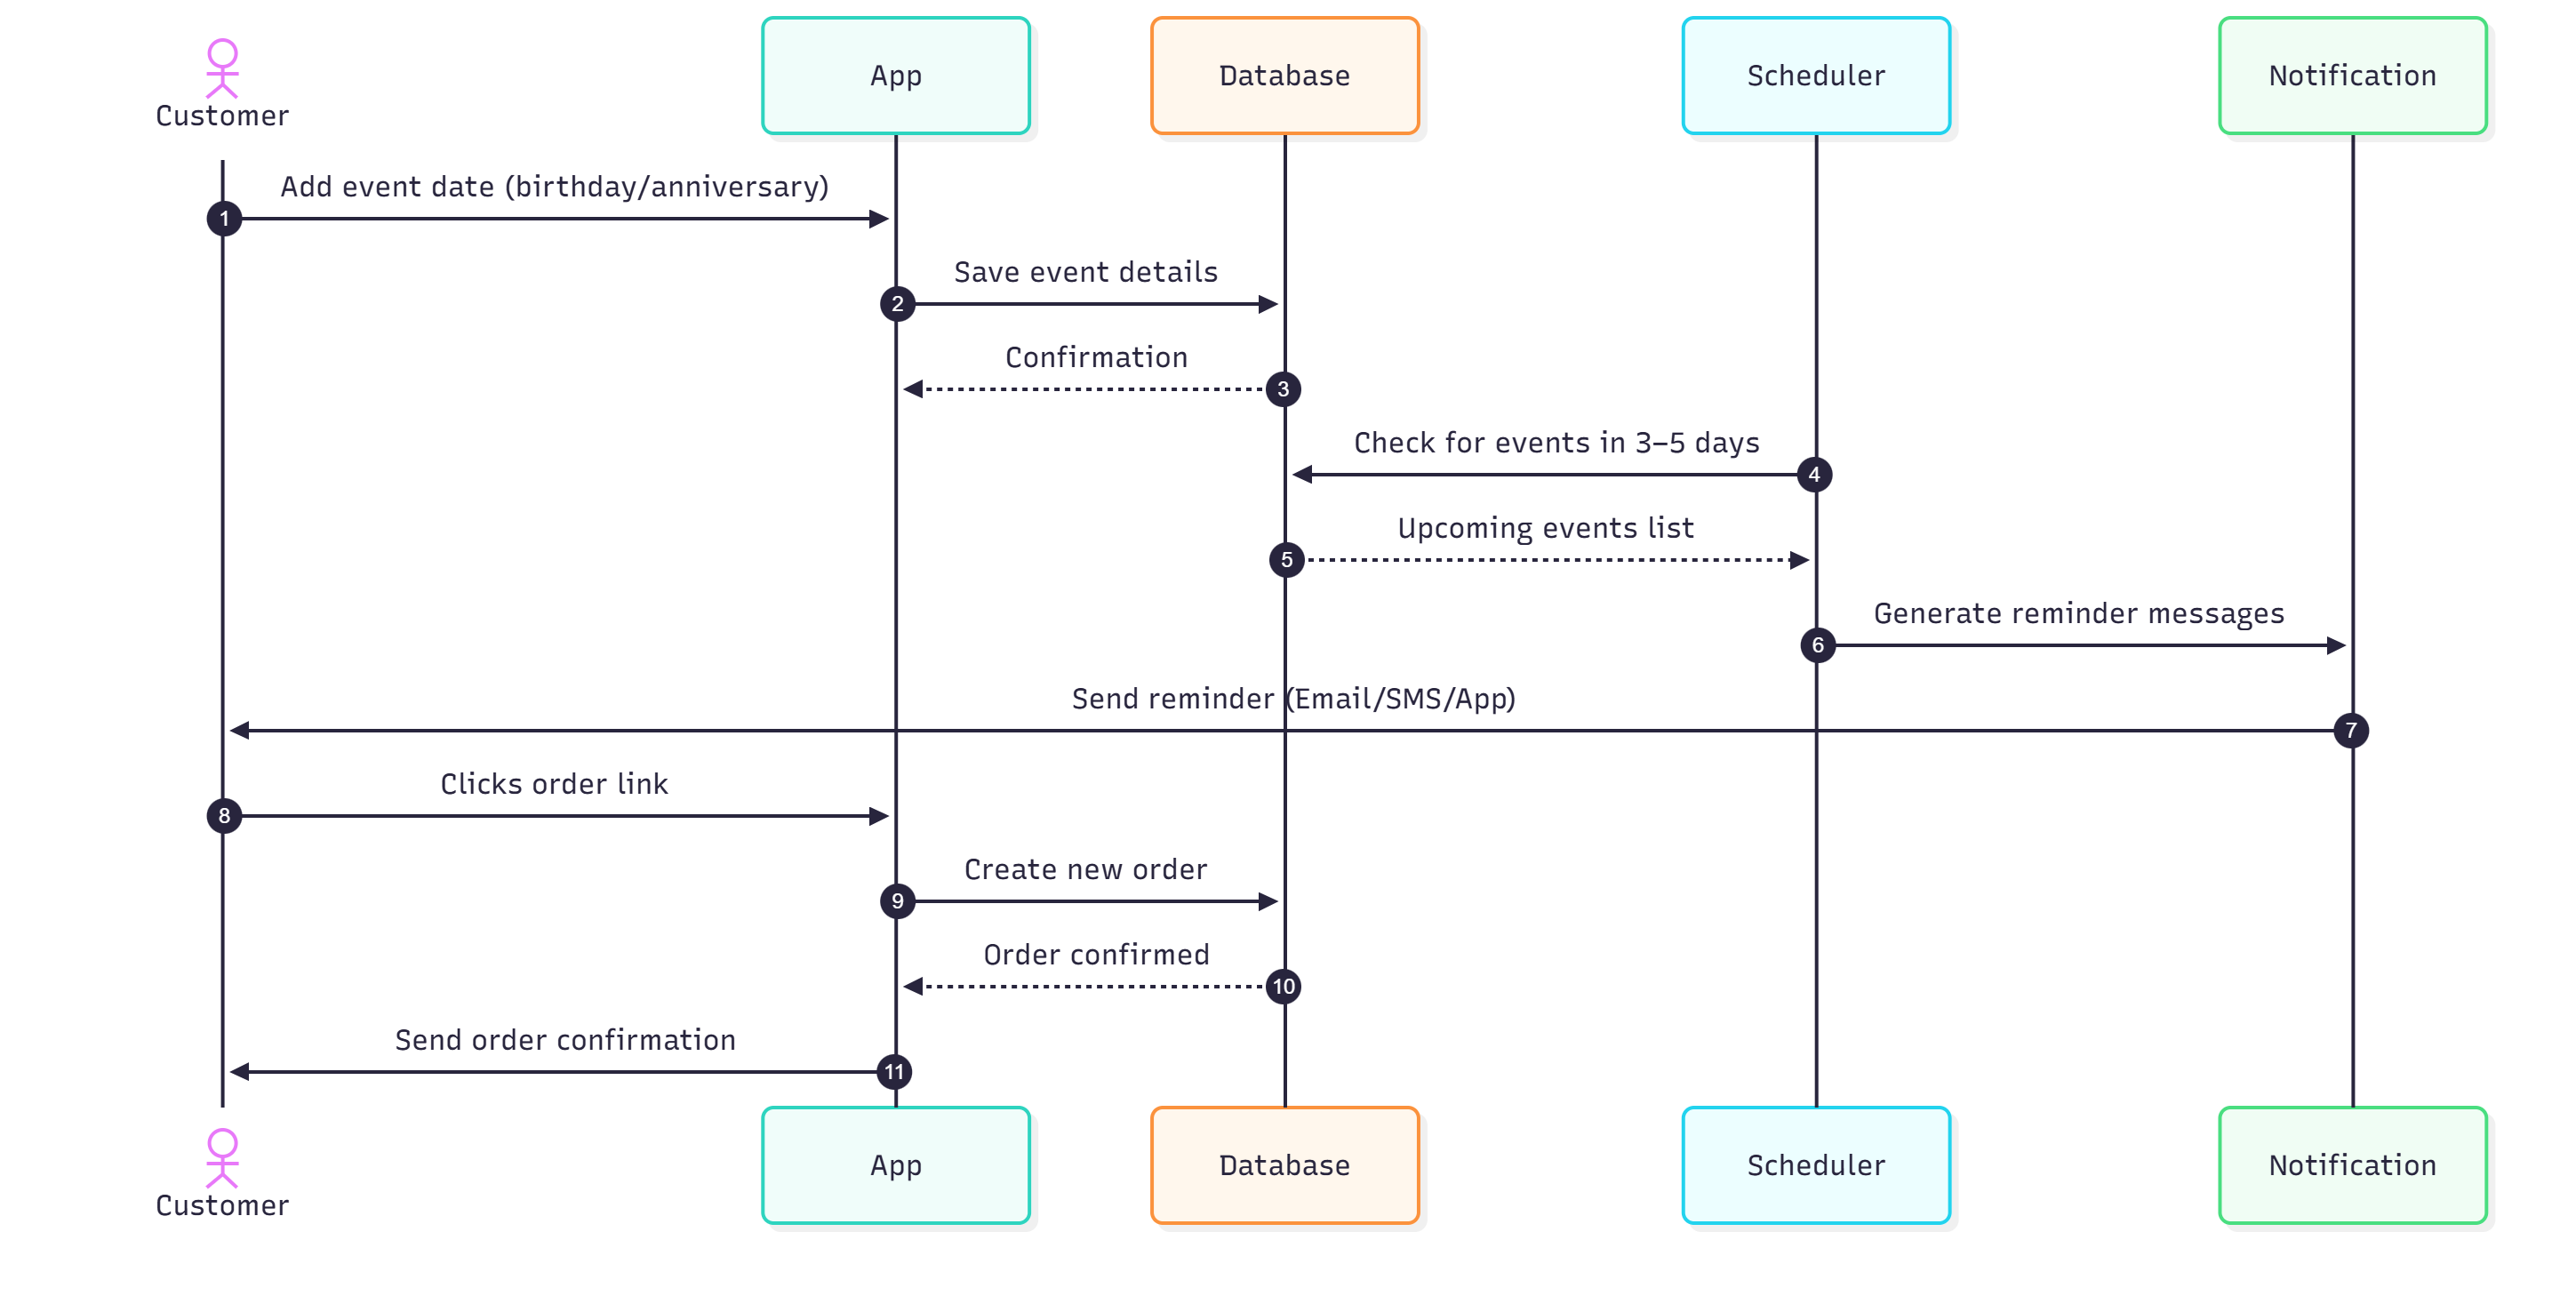 Customer
App
Database
Scheduler
Notification
Add event date (birthday/anniversary)
1
Save event details
2
Confirmation
3
Check for events in 3–5 days
4
Upcoming events list
5
Generate reminder messages
6
Send reminder (Email/SMS/App)
7
Clicks order link
8
Create new order
9
Order confirmed
10
Send order confirmation
11
Customer
App
Database
Scheduler
Notification